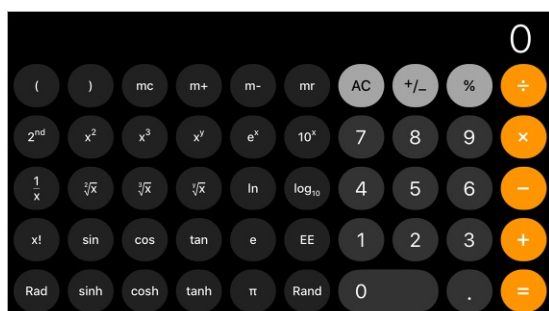 0
( ) mc m+ m- mr AC +/_ % ÷
2ⁿᵈ x² x³ xʸ eˣ 10ˣ 7 8 9 ×
1/x ²√x ³√x ʸ√x ln log₁₀ 4 5 6 −
x! sin cos tan e EE 1 2 3 +
Rad sinh cosh tanh π Rand 0 . =